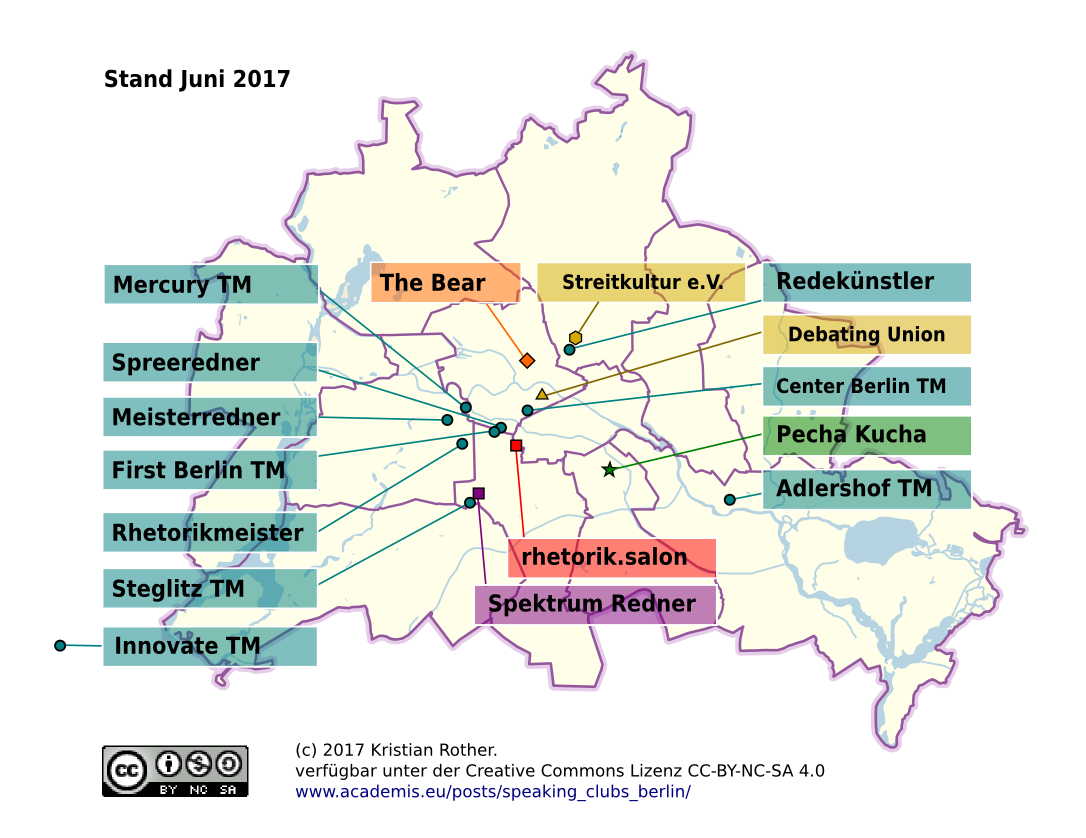 Stand Juni 2017
Mercury TM
The Bear
Streitkultur e.V.
Redekünstler
Debating Union
Spreeredner
Center Berlin TM
Meisterredner
Pecha Kucha
First Berlin TM
Adlershof TM
Rhetorikmeister
rhetorik.salon
Steglitz TM
Spektrum Redner
Innovate TM
(c) 2017 Kristian Rother.
verfügbar unter der Creative Commons Lizenz CC-BY-NC-SA 4.0
www.academis.eu/posts/speaking_clubs_berlin/
cc
BY NC SA